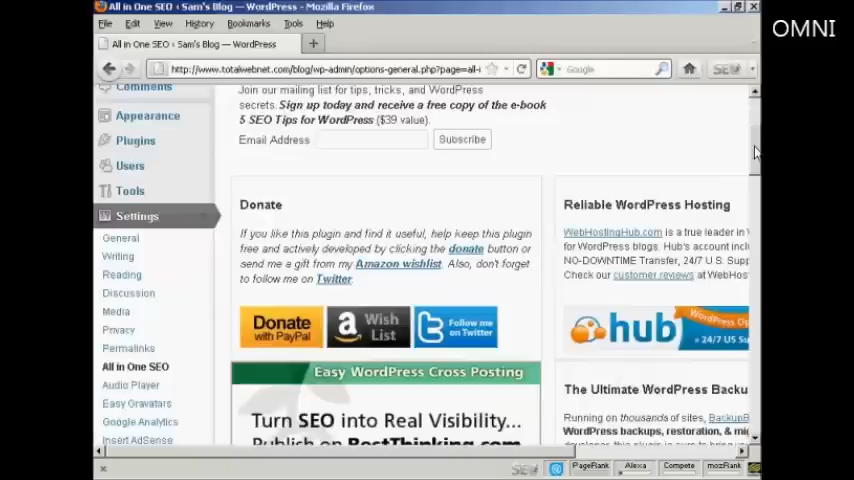 All in One SEO ‹ Sam's Blog — WordPress - Mozilla Firefox
OMNI
File Edit View History Bookmarks Tools Help
All in One SEO ‹ Sam's Blog — WordPress
http://www.totalwebnet.com/blog/wp-admin/options-general.php?page=all-i
Google
Comments
Appearance
Plugins
Users
Tools
Settings
General
Writing
Reading
Discussion
Media
Privacy
Permalinks
All in One SEO
Audio Player
Easy Gravatars
Google Analytics
Insert AdSense
Join our mailing list for tips, tricks, and WordPress
secrets. Sign up today and receive a free copy of the e-book
5 SEO Tips for WordPress ($39 value).
Email Address Subscribe
Donate
If you like this plugin and find it useful, help keep this plugin
free and actively developed by clicking the donate button or
send me a gift from my Amazon wishlist. Also, don't forget
to follow me on Twitter.
Donate
with PayPal
Wish
List
Follow me
on Twitter
Easy WordPress Cross Posting
Turn SEO into Real Visibility...
Publish on BestThinking.com
Reliable WordPress Hosting
WebHostingHub.com is a true leader in V
for WordPress blogs. Hub's account inclu
NO-DOWNTIME Transfer, 24/7 U.S. Supp
Check our customer reviews at WebHos
hub
WordPress Op
+ 24/7 US S
The Ultimate WordPress Backu
Running on thousands of sites, BackupB
WordPress backups, restoration, & mig
PageRank Alexa Compete mozRank